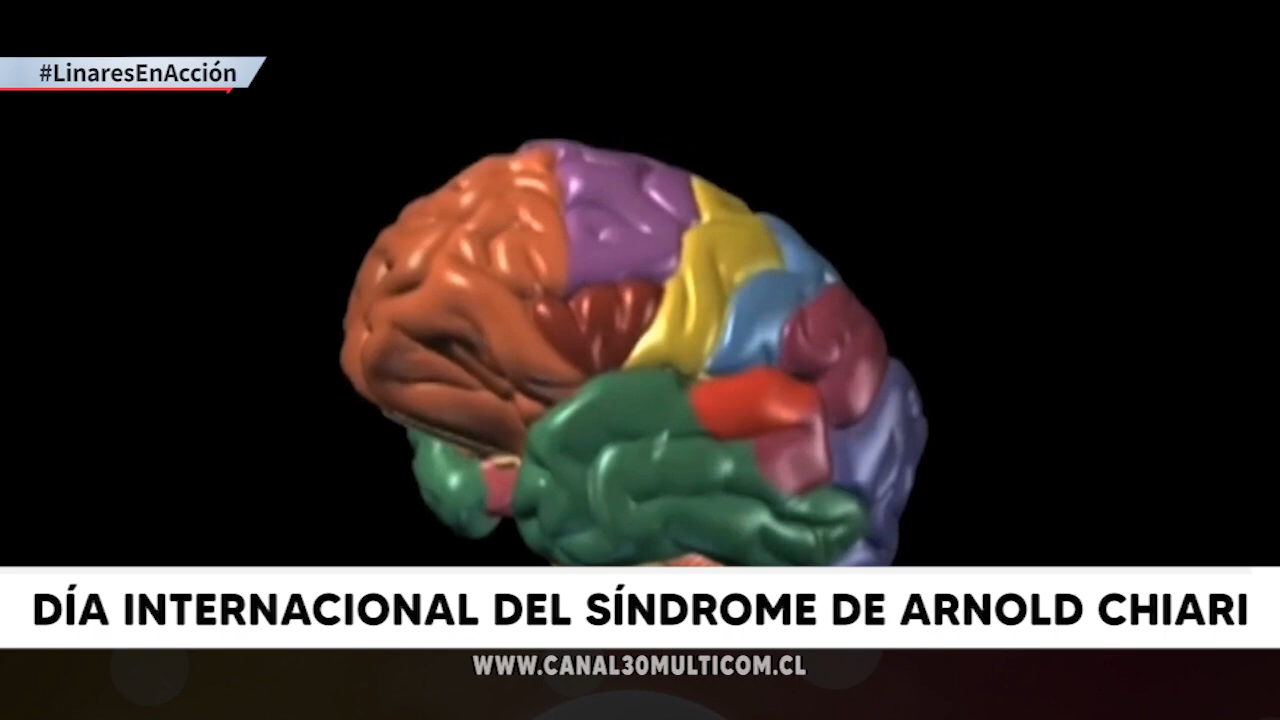 #LinaresEnAcción
DÍA INTERNACIONAL DEL SÍNDROME DE ARNOLD CHIARI
WWW.CANAL30MULTICOM.CL